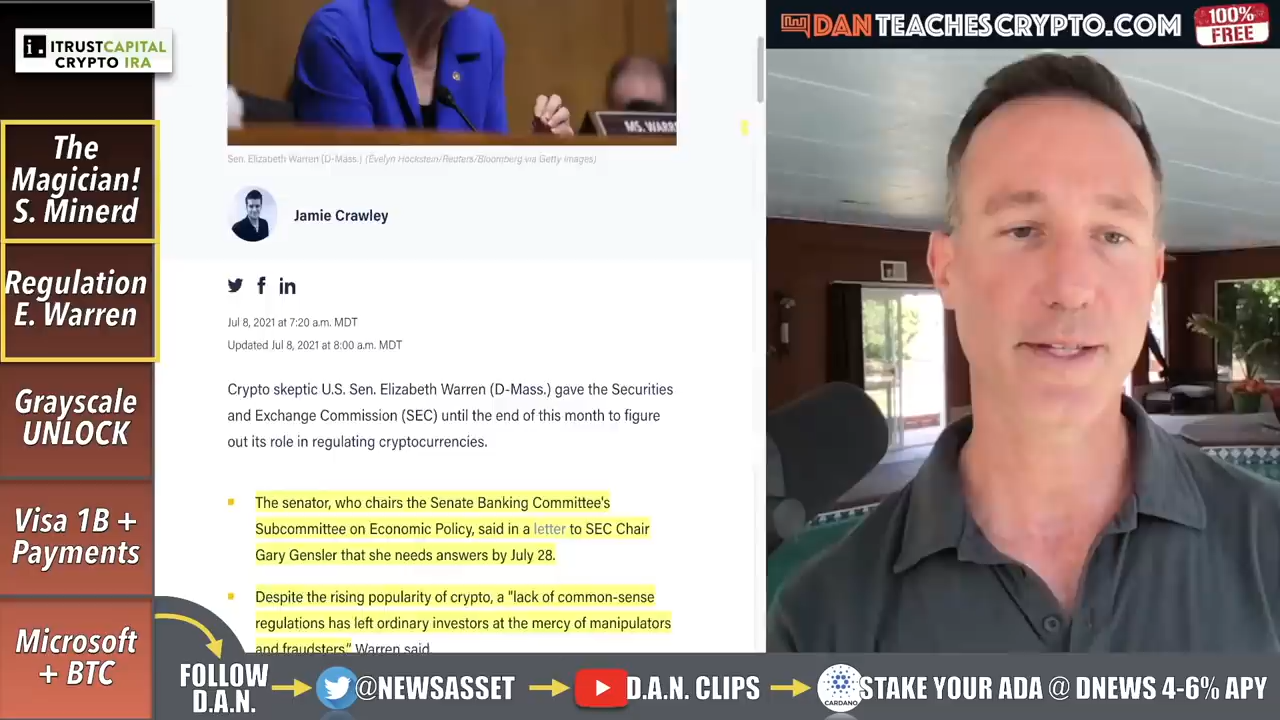 ITRUSTCAPITAL
CRYPTO IRA
The
Magician!
S. Minerd
Regulation
E. Warren
Grayscale
UNLOCK
Visa 1B +
Payments
Microsoft
+ BTC
MS. WARR
Sen. Elizabeth Warren (D-Mass.) (Evelyn Hockstein/Reuters/Bloomberg via Getty Images)
Jamie Crawley
Jul 8, 2021 at 7:20 a.m. MDT
Updated Jul 8, 2021 at 8:00 a.m. MDT
Crypto skeptic U.S. Sen. Elizabeth Warren (D-Mass.) gave the Securities
and Exchange Commission (SEC) until the end of this month to figure
out its role in regulating cryptocurrencies.
The senator, who chairs the Senate Banking Committee's
Subcommittee on Economic Policy, said in a letter to SEC Chair
Gary Gensler that she needs answers by July 28.
Despite the rising popularity of crypto, a "lack of common-sense
regulations has left ordinary investors at the mercy of manipulators
and fraudsters," Warren said.
DANTEACHESCRYPTO.COM
100%
FREE
FOLLOW
D.A.N.
@NEWSASSET
D.A.N. CLIPS
CARDANO
STAKE YOUR ADA @ DNEWS 4-6% APY